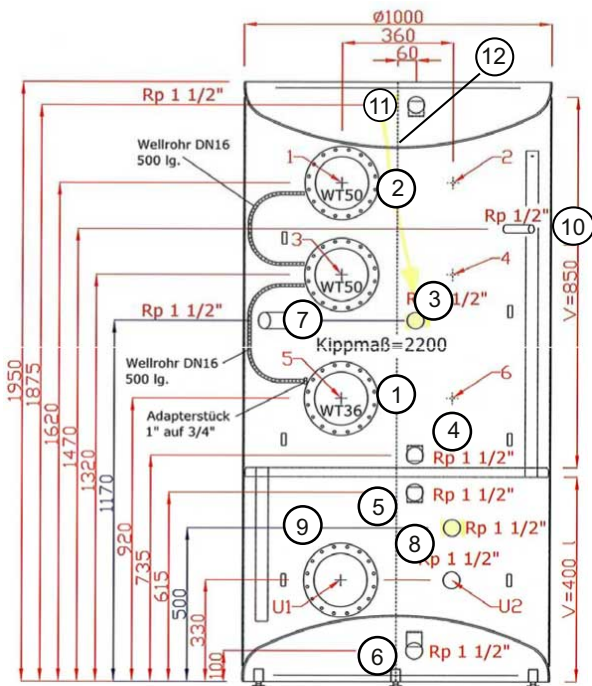 Ø1000
360
60
12
Rp 1 1/2"
11
Wellrohr DN16
500 lg.
1
2
WT50
2
Rp 1/2"
10
3
WT50
4
Rp 1 1/2"
3
Rp 1 1/2"
7
Kippmaß=2200
Wellrohr DN16
500 lg.
5
WT36
1
6
Adapterstück
1" auf 3/4"
4
Rp 1 1/2"
5
Rp 1 1/2"
9
8
Rp 1 1/2"
Rp 1 1/2"
U1
U2
6
Rp 1 1/2"
1950
1875
1620
1470
1320
1170
920
735
615
500
330
100
V=850
V=400 l